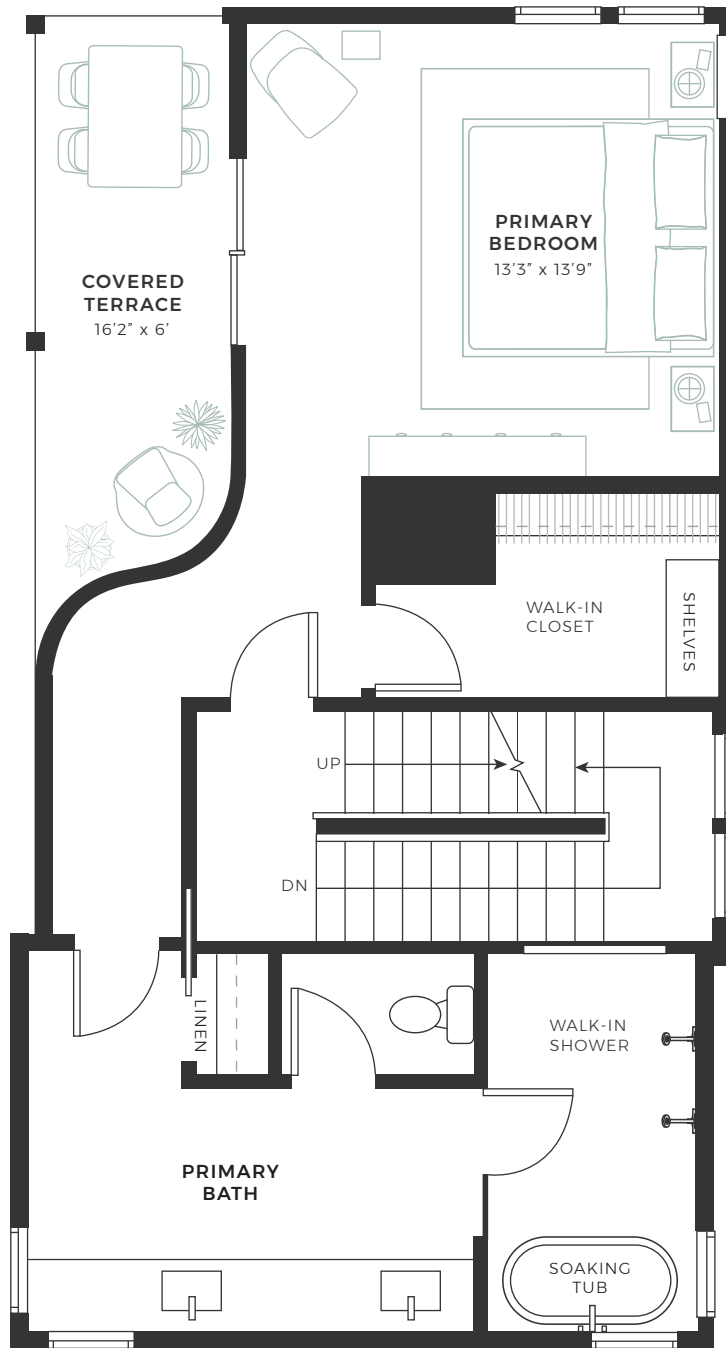 PRIMARY
BEDROOM
13’3” x 13’9”
COVERED
TERRACE
16’2” x 6’
WALK-IN
CLOSET
SHELVES
UP
DN
LINEN
WALK-IN
SHOWER
PRIMARY
BATH
SOAKING
TUB